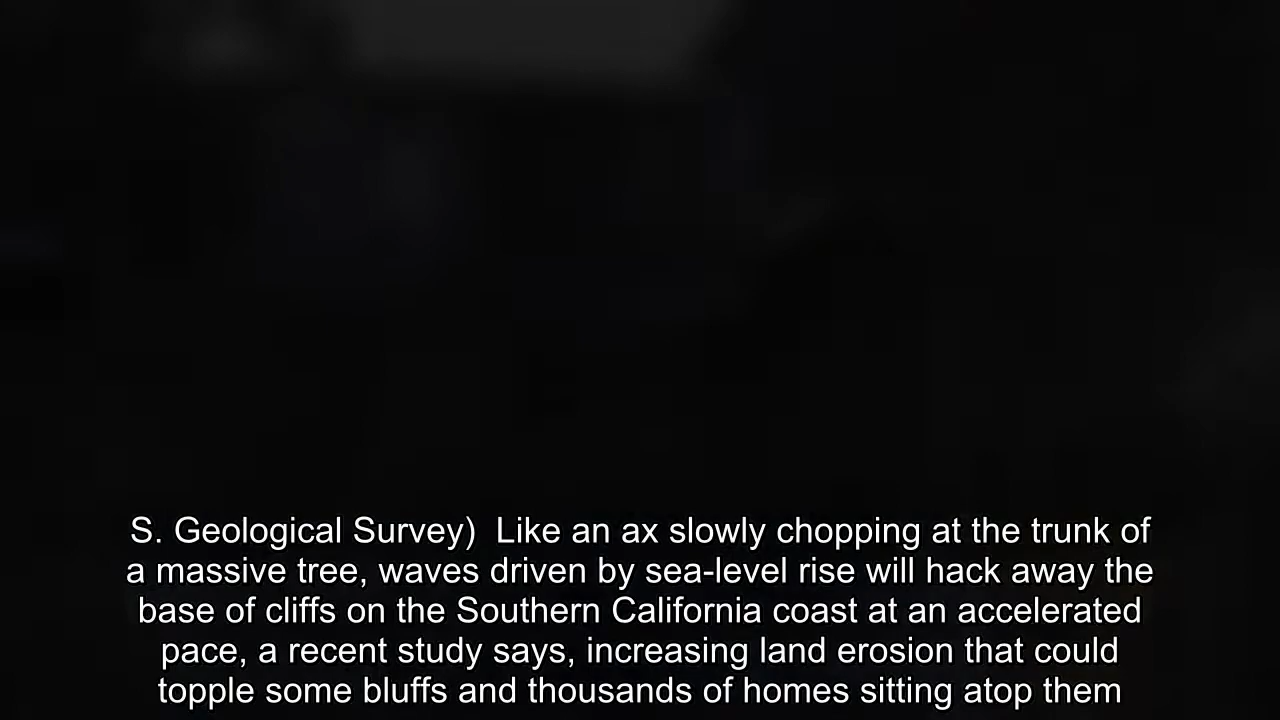 S. Geological Survey)  Like an ax slowly chopping at the trunk of
a massive tree, waves driven by sea-level rise will hack away the
base of cliffs on the Southern California coast at an accelerated
pace, a recent study says, increasing land erosion that could
topple some bluffs and thousands of homes sitting atop them